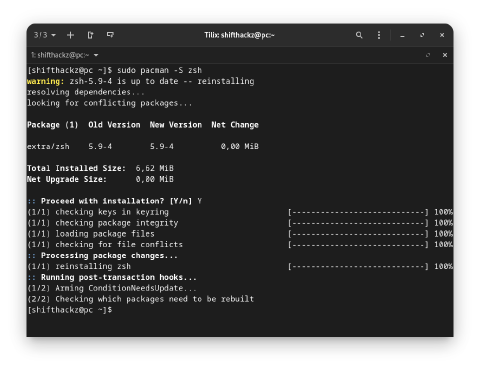 3 / 3
Tilix: shifthackz@pc:~
1: shifthackz@pc:~
[shifthackz@pc ~]$ sudo pacman -S zsh
warning: zsh-5.9-4 is up to date -- reinstalling
resolving dependencies...
looking for conflicting packages...
Package (1)  Old Version  New Version  Net Change
extra/zsh    5.9-4        5.9-4          0,00 MiB
Total Installed Size:  6,62 MiB
Net Upgrade Size:      0,00 MiB
:: Proceed with installation? [Y/n] Y
(1/1) checking keys in keyring                         [----------------------------] 100%
(1/1) checking package integrity                       [----------------------------] 100%
(1/1) loading package files                            [----------------------------] 100%
(1/1) checking for file conflicts                      [----------------------------] 100%
:: Processing package changes...
(1/1) reinstalling zsh                                 [----------------------------] 100%
:: Running post-transaction hooks...
(1/2) Arming ConditionNeedsUpdate...
(2/2) Checking which packages need to be rebuilt
[shifthackz@pc ~]$